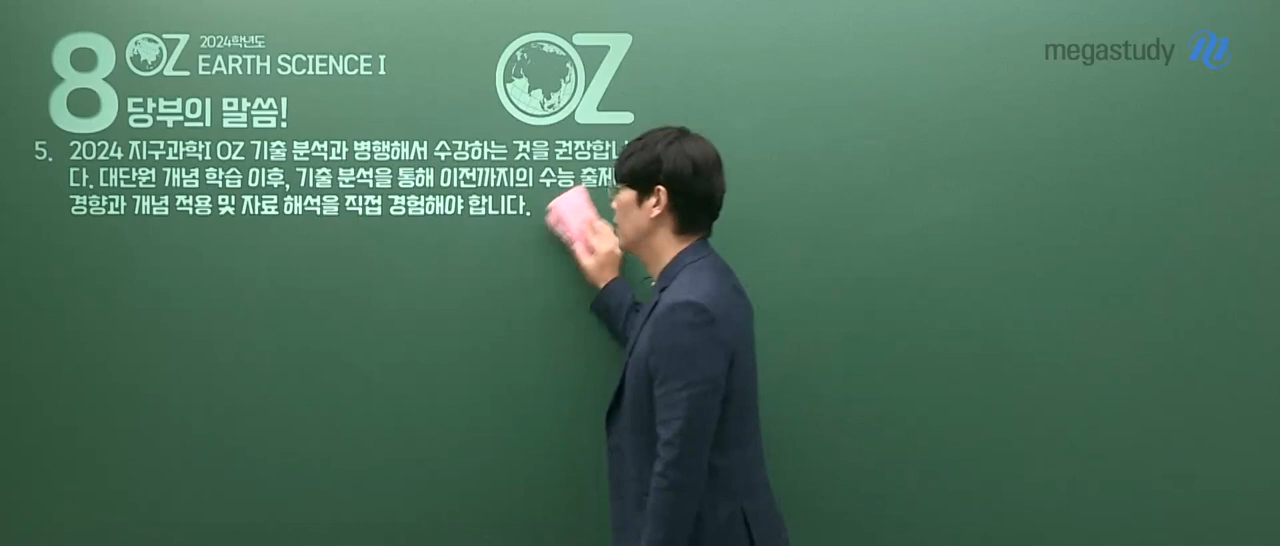 8 OZ 2024학년도
EARTH SCIENCE I
당부의 말씀!
OZ
megastudy
5. 2024 지구과학I OZ 기출 분석과 병행해서 수강하는 것을 권장합니
다. 대단원 개념 학습 이후, 기출 분석을 통해 이전까지의 수능 출제
경향과 개념 적용 및 자료 해석을 직접 경험해야 합니다.